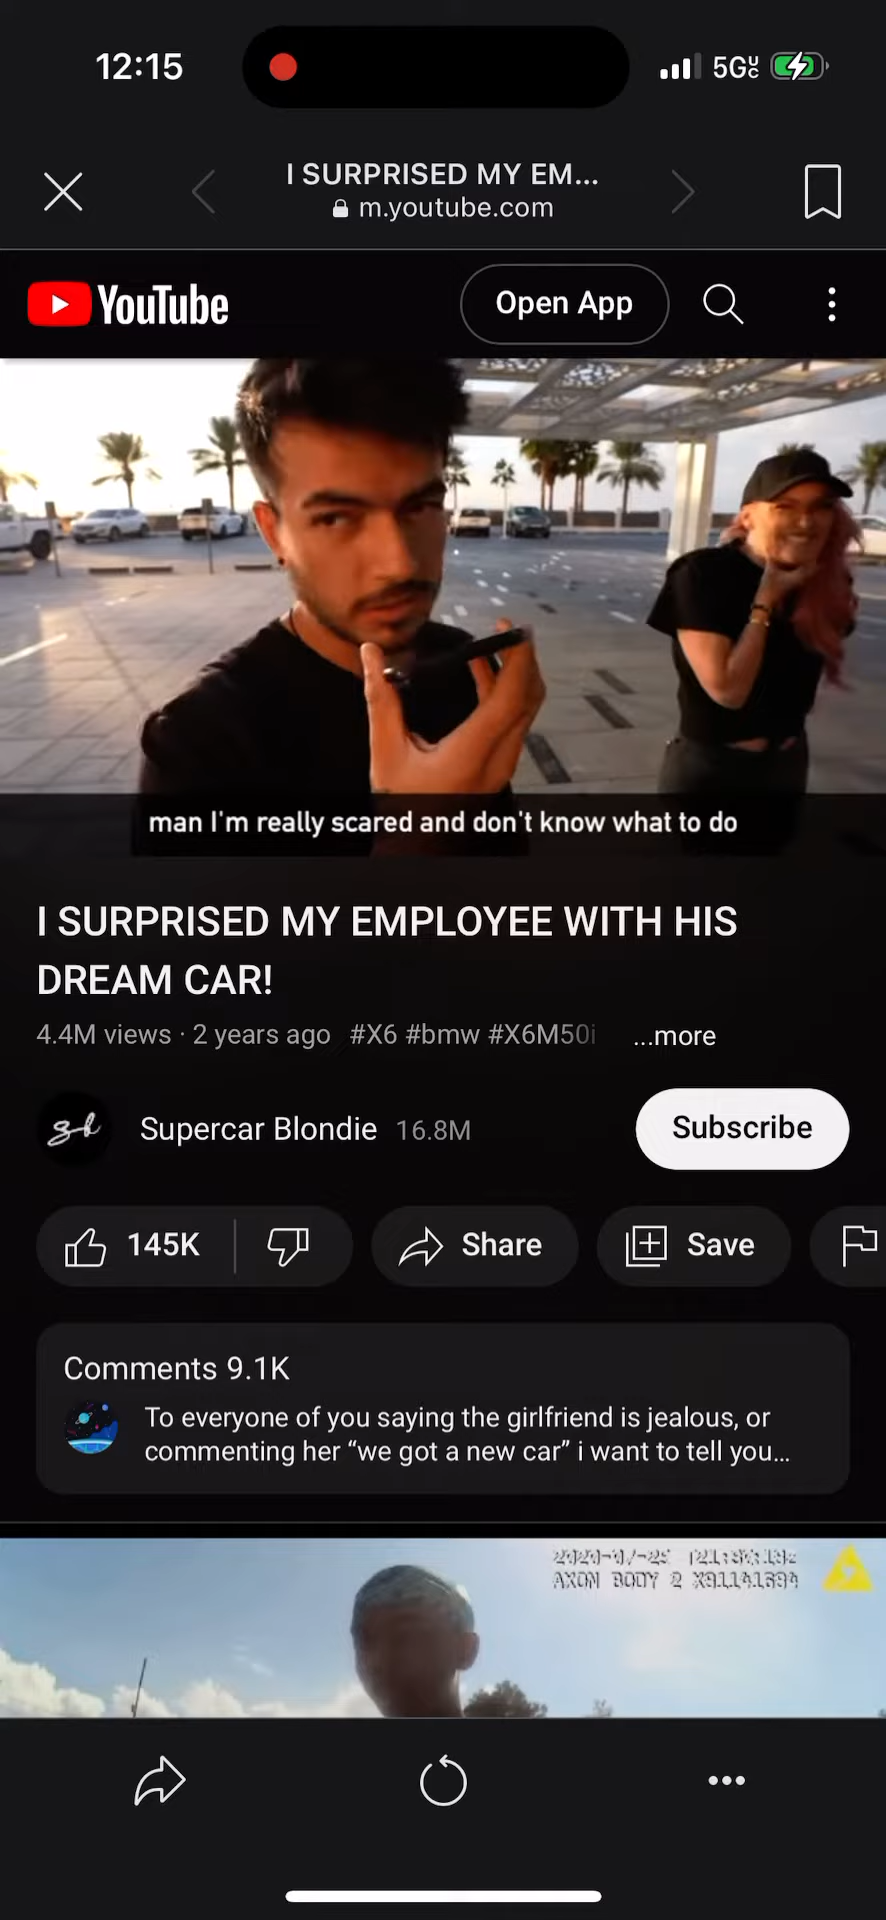 12:15
5GUC
I SURPRISED MY EM...
m.youtube.com
YouTube
Open App
man I'm really scared and don't know what to do
I SURPRISED MY EMPLOYEE WITH HIS
DREAM CAR!
4.4M views · 2 years ago #X6 #bmw #X6M50i ...more
Supercar Blondie 16.8M
Subscribe
145K
Share
Save
Comments 9.1K
To everyone of you saying the girlfriend is jealous, or
commenting her “we got a new car” i want to tell you...
AXON BODY 2